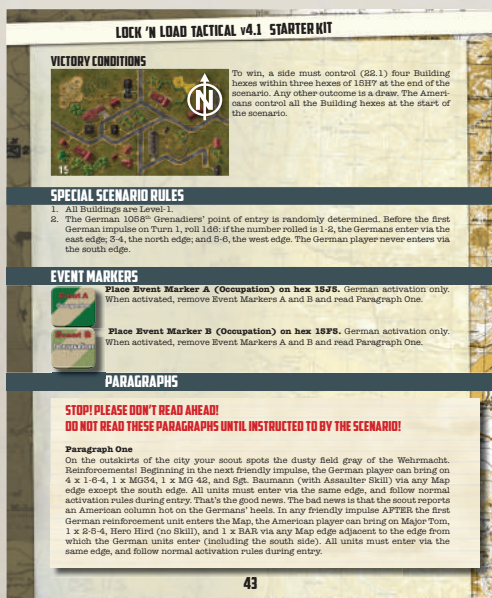 LOCK 'N LOAD TACTICAL v4.1 STARTER KIT
VICTORY CONDITIONS
To win, a side must control (22.1) four Building
hexes within three hexes of 15H7 at the end of the
scenario. Any other outcome is a draw. The Ameri-
cans control all the Building hexes at the start of
the scenario.
N
15
SPECIAL SCENARIO RULES
1. All Buildings are Level-1.
2. The German 1058th Grenadiers' point of entry is randomly determined. Before the first
German impulse on Turn 1, roll 1d6: if the number rolled is 1-2, the Germans enter via the
east edge; 3-4, the north edge; and 5-6, the west edge. The German player never enters via
the south edge.
EVENT MARKERS
Event A
Place Event Marker A (Occupation) on hex 15J5. German activation only.
When activated, remove Event Markers A and B and read Paragraph One.
Event B
Place Event Marker B (Occupation) on hex 15F5. German activation only.
When activated, remove Event Markers A and B and read Paragraph One.
PARAGRAPHS
STOP! PLEASE DON'T READ AHEAD!
DO NOT READ THESE PARAGRAPHS UNTIL INSTRUCTED TO BY THE SCENARIO!
Paragraph One
On the outskirts of the city your scout spots the dusty field gray of the Wehrmacht.
Reinforcements! Beginning in the next friendly impulse, the German player can bring on
4 x 1-6-4, 1 x MG34, 1 x MG 42, and Sgt. Baumann (with Assaulter Skill) via any Map
edge except the south edge. All units must enter via the same edge, and follow normal
activation rules during entry. That's the good news. The bad news is that the scout reports
an American column hot on the Germans' heels. In any friendly impulse AFTER the first
German reinforcement unit enters the Map, the American player can bring on Major Tom,
1 x 2-5-4, Hero Hird (no Skill), and 1 x BAR via any Map edge adjacent to the edge from
which the German units enter (including the south side). All units must enter via the
same edge, and follow normal activation rules during entry.
43